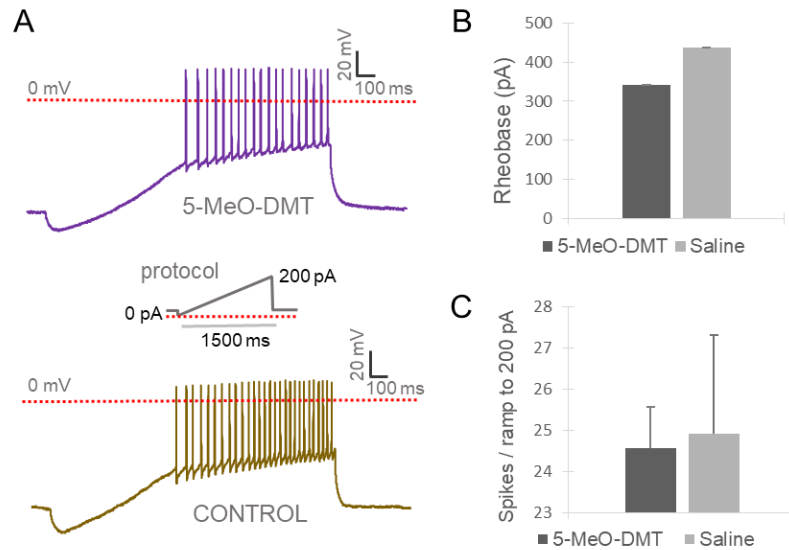 A
0 mV
20 mV
100 ms
5-MeO-DMT
protocol
200 pA
0 pA
1500 ms
0 mV
20 mV
100 ms
CONTROL
B
Rheobase (pA)
500
400
300
200
100
0
5-MeO-DMT Saline
C
Spikes / ramp to 200 pA
28
27
26
25
24
23
5-MeO-DMT Saline